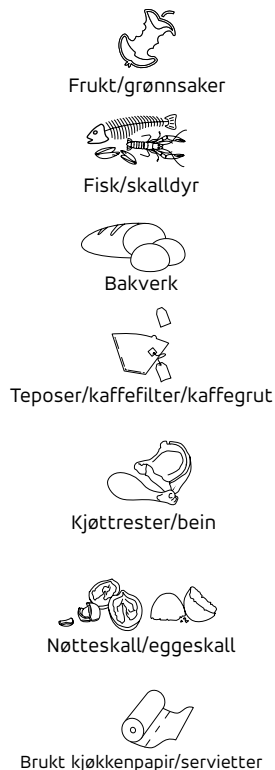 Frukt/grønnsaker
Fisk/skalldyr
Bakverk
Teposer/kaffefilter/kaffegrut
Kjøttrester/bein
Nøtteskall/eggeskall
Brukt kjøkkenpapir/servietter